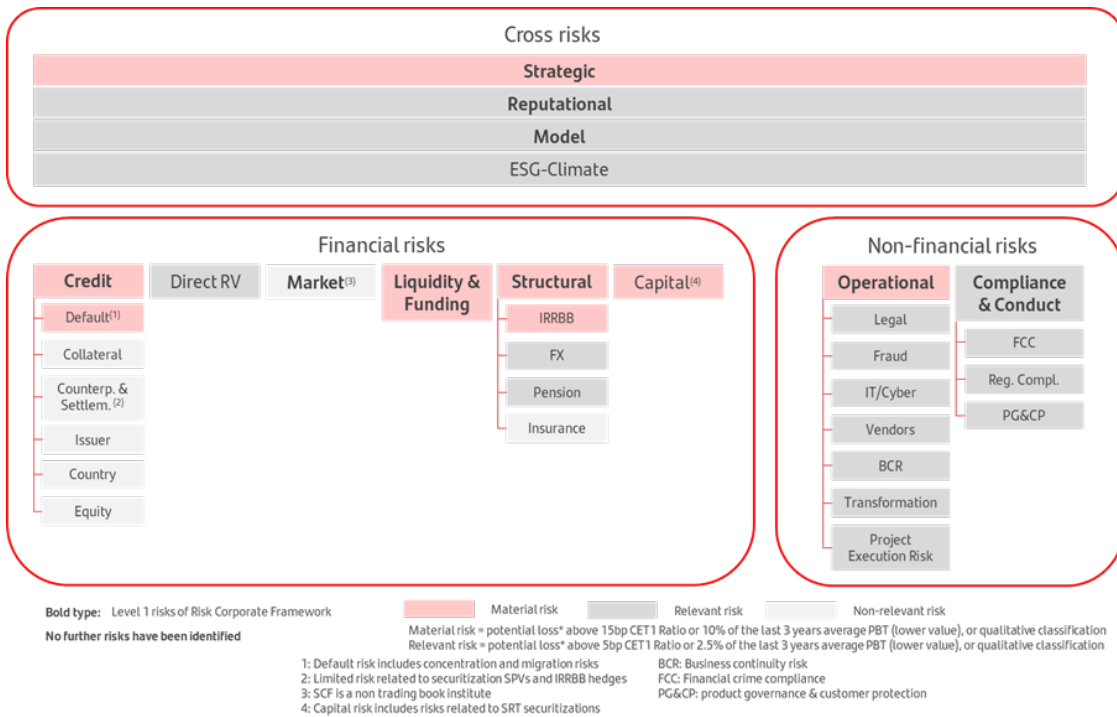 Cross risks
Strategic
Reputational
Model
ESG-Climate
Financial risks
Credit
Direct RV
Market(3)
Liquidity &
Funding
Structural
Capital(4)
Default(1)
Collateral
Counterp. &
Settlem. (2)
Issuer
Country
Equity
IRRBB
FX
Pension
Insurance
Non-financial risks
Operational
Legal
Fraud
IT/Cyber
Vendors
BCR
Transformation
Project
Execution Risk
Compliance
& Conduct
FCC
Reg. Compl.
PG&CP
Bold type: Level 1 risks of Risk Corporate Framework
No further risks have been identified
Material risk
Relevant risk
Non-relevant risk
Material risk = potential loss* above 15bp CET1 Ratio or 10% of the last 3 years average PBT (lower value), or qualitative classification
Relevant risk = potential loss* above 5bp CET1 Ratio or 2.5% of the last 3 years average PBT (lower value), or qualitative classification
1: Default risk includes concentration and migration risks
2: Limited risk related to securitization SPVs and IRRBB hedges
3: SCF is a non trading book institute
4: Capital risk includes risks related to SRT securitizations
BCR: Business continuity risk
FCC: Financial crime compliance
PG&CP: product governance & customer protection